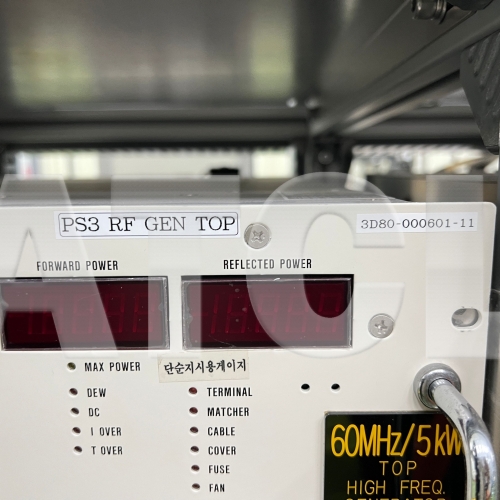 PS3 RF GEN TOP
3D80-000601-11
FORWARD POWER
REFLECTED POWER
MAX POWER
단순지시용게이지
DEW
TERMINAL
DC
MATCHER
I OVER
CABLE
T OVER
COVER
FUSE
FAN
60MHz/5kW
TOP
HIGH FREQ.
GENERATOR